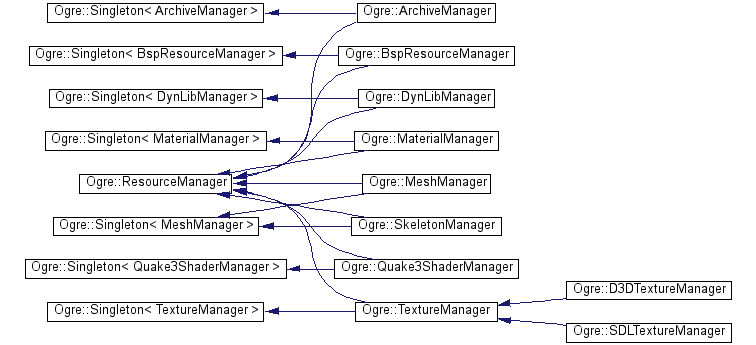 Ogre::Singleton< ArchiveManager >
Ogre::ArchiveManager
Ogre::Singleton< BspResourceManager >
Ogre::BspResourceManager
Ogre::Singleton< DynLibManager >
Ogre::DynLibManager
Ogre::Singleton< MaterialManager >
Ogre::MaterialManager
Ogre::ResourceManager
Ogre::MeshManager
Ogre::Singleton< MeshManager >
Ogre::SkeletonManager
Ogre::Singleton< Quake3ShaderManager >
Ogre::Quake3ShaderManager
Ogre::D3DTextureManager
Ogre::Singleton< TextureManager >
Ogre::TextureManager
Ogre::SDLTextureManager